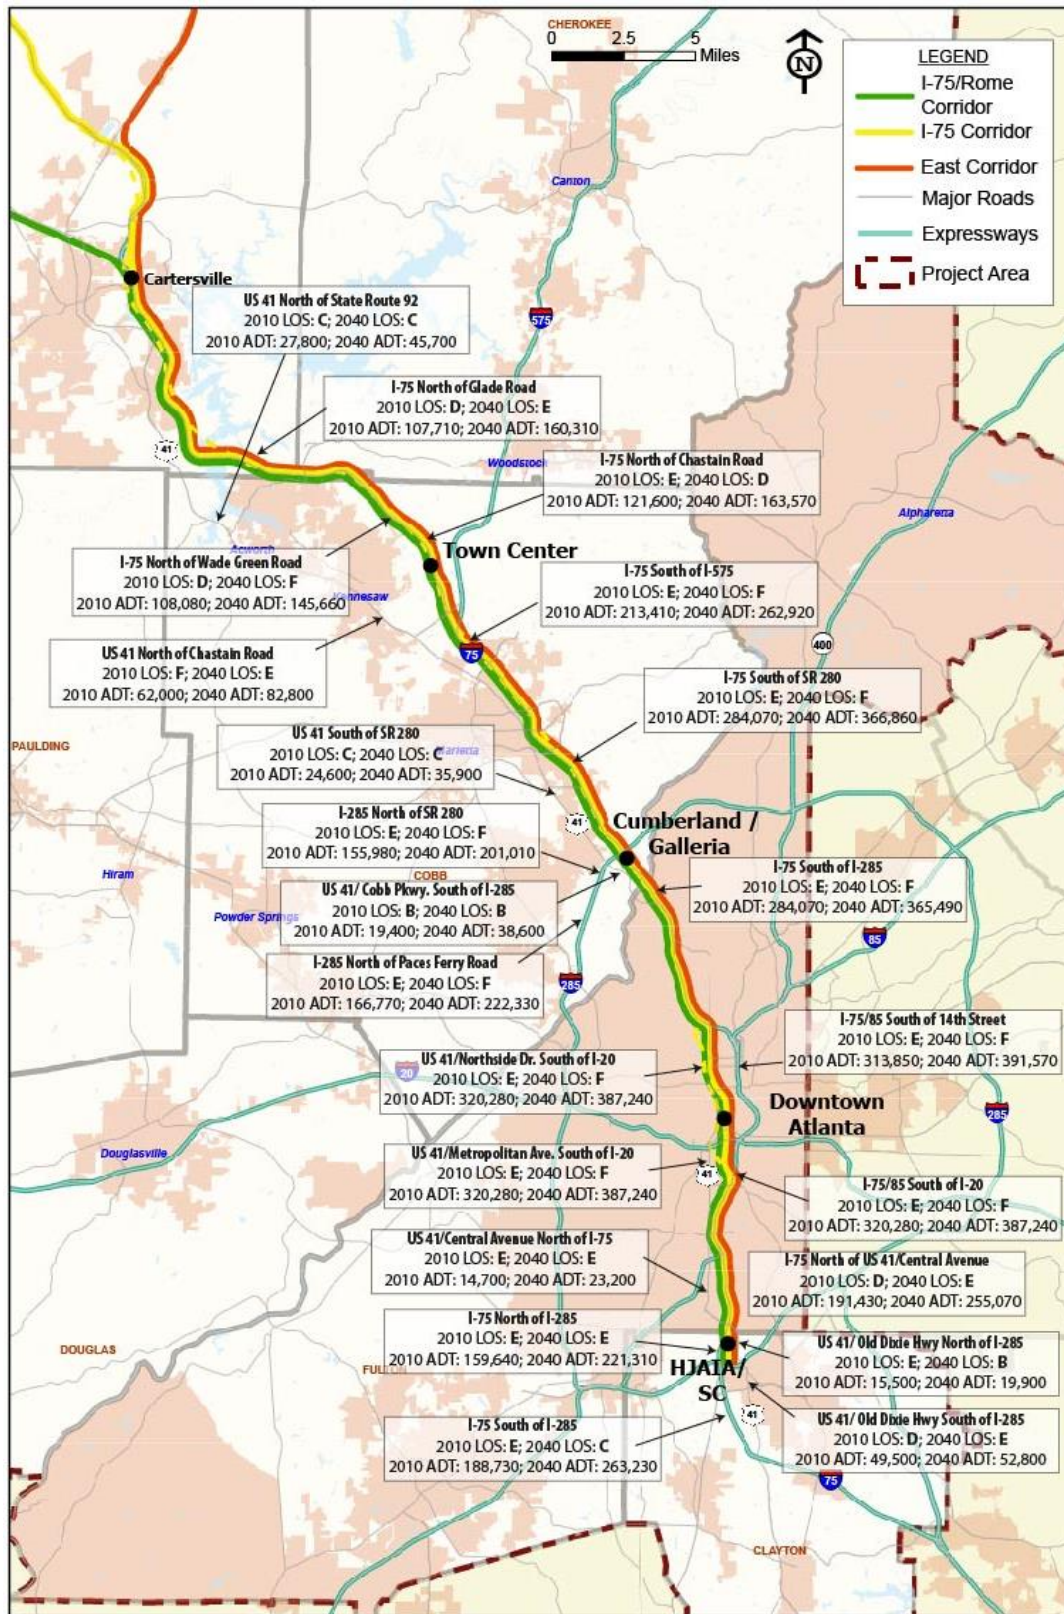 CHEROKEE
0 2.5 5
Miles
N
LEGEND
I-75/Rome
Corridor
I-75 Corridor
East Corridor
Major Roads
Expressways
Project Area
Canton
Cartersville
US 41 North of State Route 92
2010 LOS: C; 2040 LOS: C
2010 ADT: 27,800; 2040 ADT: 45,700
575
I-75 North of Glade Road
2010 LOS: D; 2040 LOS: E
2010 ADT: 107,710; 2040 ADT: 160,310
41
Woodstock
I-75 North of Chastain Road
2010 LOS: E; 2040 LOS: D
2010 ADT: 121,600; 2040 ADT: 163,570
Alpharetta
Acworth
Town Center
I-75 North of Wade Green Road
2010 LOS: D; 2040 LOS: F
2010 ADT: 108,080; 2040 ADT: 145,660
Kennesaw
I-75 South of I-575
2010 LOS: E; 2040 LOS: F
2010 ADT: 213,410; 2040 ADT: 262,920
400
75
US 41 North of Chastain Road
2010 LOS: F; 2040 LOS: E
2010 ADT: 62,000; 2040 ADT: 82,800
I-75 South of SR 280
2010 LOS: E; 2040 LOS: F
2010 ADT: 284,070; 2040 ADT: 366,860
PAULDING
US 41 South of SR 280
2010 LOS: C; 2040 LOS: C
2010 ADT: 24,600; 2040 ADT: 35,900
Marietta
41
I-285 North of SR 280
2010 LOS: E; 2040 LOS: F
2010 ADT: 155,980; 2040 ADT: 201,010
Cumberland /
Galleria
Hiram
COBB
I-75 South of I-285
2010 LOS: E; 2040 LOS: F
2010 ADT: 284,070; 2040 ADT: 365,490
US 41/ Cobb Pkwy. South of I-285
2010 LOS: B; 2040 LOS: B
2010 ADT: 19,400; 2040 ADT: 38,600
Powder Springs
85
I-285 North of Paces Ferry Road
2010 LOS: E; 2040 LOS: F
2010 ADT: 166,770; 2040 ADT: 222,330
285
I-75/85 South of 14th Street
2010 LOS: E; 2040 LOS: F
2010 ADT: 313,850; 2040 ADT: 391,570
20
US 41/Northside Dr. South of I-20
2010 LOS: E; 2040 LOS: F
2010 ADT: 320,280; 2040 ADT: 387,240
Downtown
Atlanta
285
Douglasville
US 41/Metropolitan Ave. South of I-20
2010 LOS: E; 2040 LOS: F
2010 ADT: 320,280; 2040 ADT: 387,240
41
I-75/85 South of I-20
2010 LOS: E; 2040 LOS: F
2010 ADT: 320,280; 2040 ADT: 387,240
US 41/Central Avenue North of I-75
2010 LOS: E; 2040 LOS: E
2010 ADT: 14,700; 2040 ADT: 23,200
I-75 North of US 41/Central Avenue
2010 LOS: D; 2040 LOS: E
2010 ADT: 191,430; 2040 ADT: 255,070
I-75 North of I-285
2010 LOS: E; 2040 LOS: E
2010 ADT: 159,640; 2040 ADT: 221,310
DOUGLAS
FULTON
HJAIA/
SC
US 41/ Old Dixie Hwy North of I-285
2010 LOS: E; 2040 LOS: B
2010 ADT: 15,500; 2040 ADT: 19,900
41
I-75 South of I-285
2010 LOS: E; 2040 LOS: C
2010 ADT: 188,730; 2040 ADT: 263,230
US 41/ Old Dixie Hwy South of I-285
2010 LOS: D; 2040 LOS: E
2010 ADT: 49,500; 2040 ADT: 52,800
75
CLAYTON